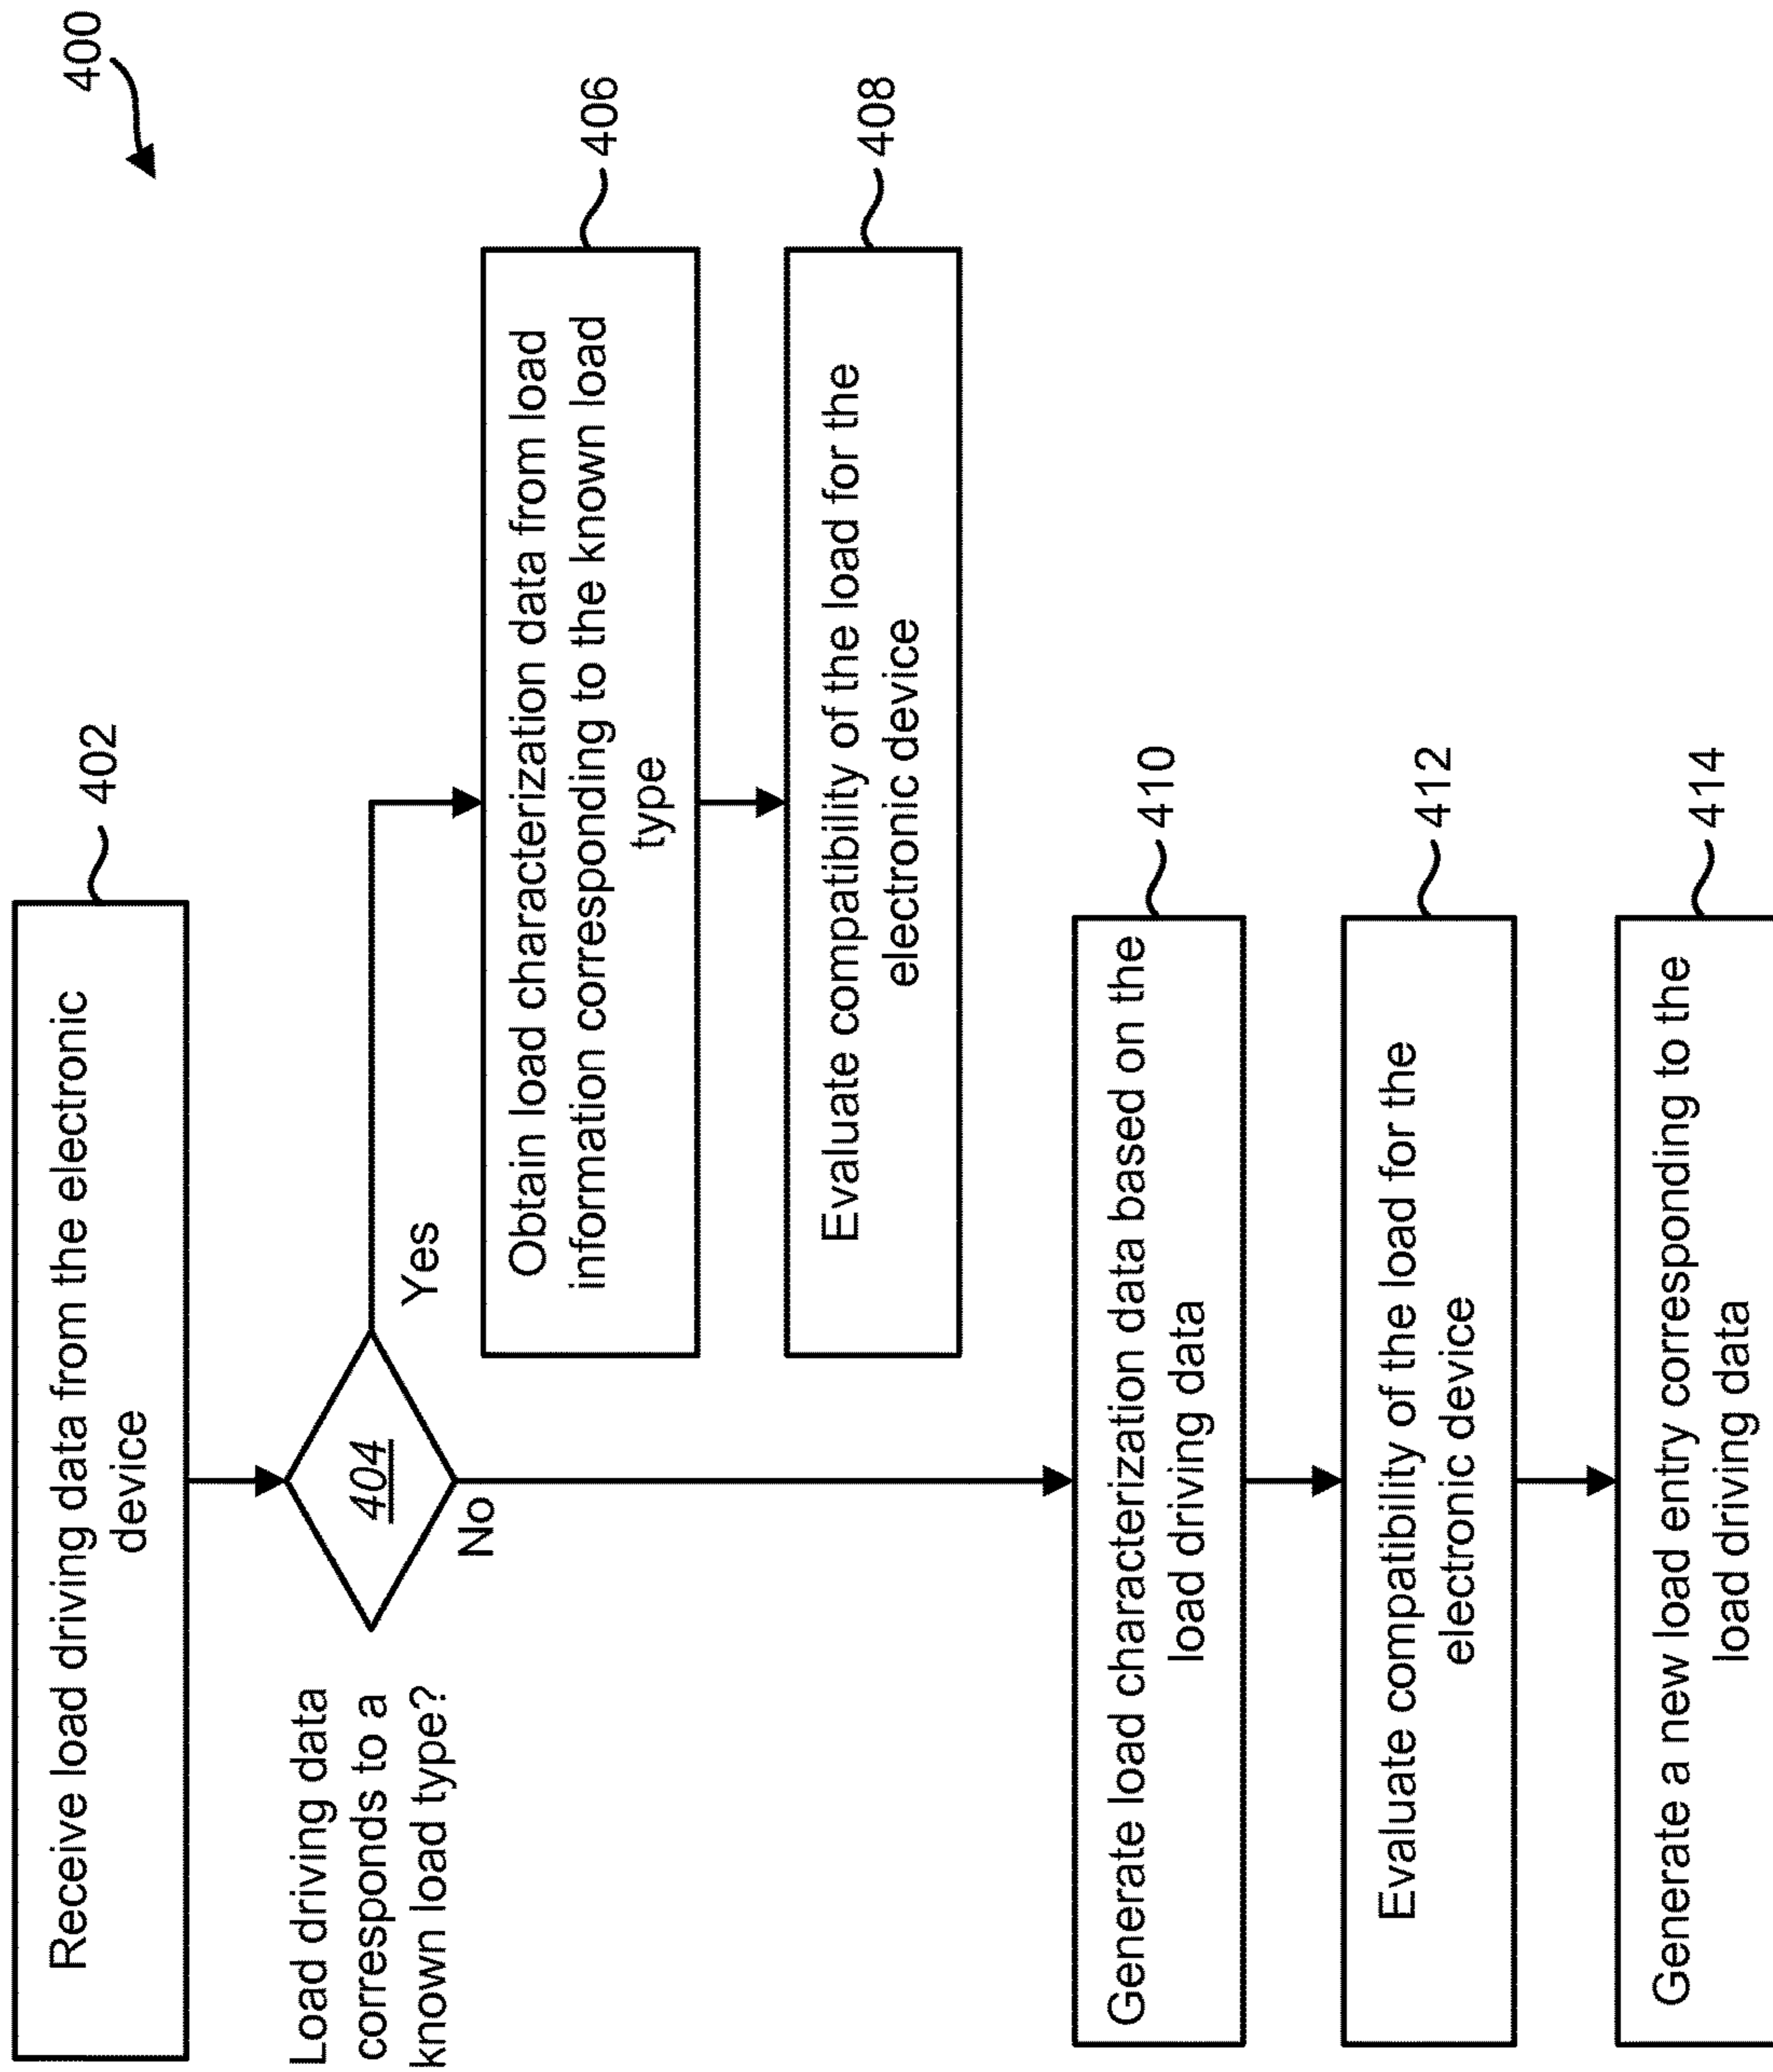 400
Receive load driving data from the electronic
device
402
Load driving data
corresponds to a
known load type?
404
Yes
No
Obtain load characterization data from load
information corresponding to the known load
type
406
Evaluate compatibility of the load for the
electronic device
408
Generate load characterization data based on the
load driving data
410
Evaluate compatibility of the load for the
electronic device
412
Generate a new load entry corresponding to the
load driving data
414